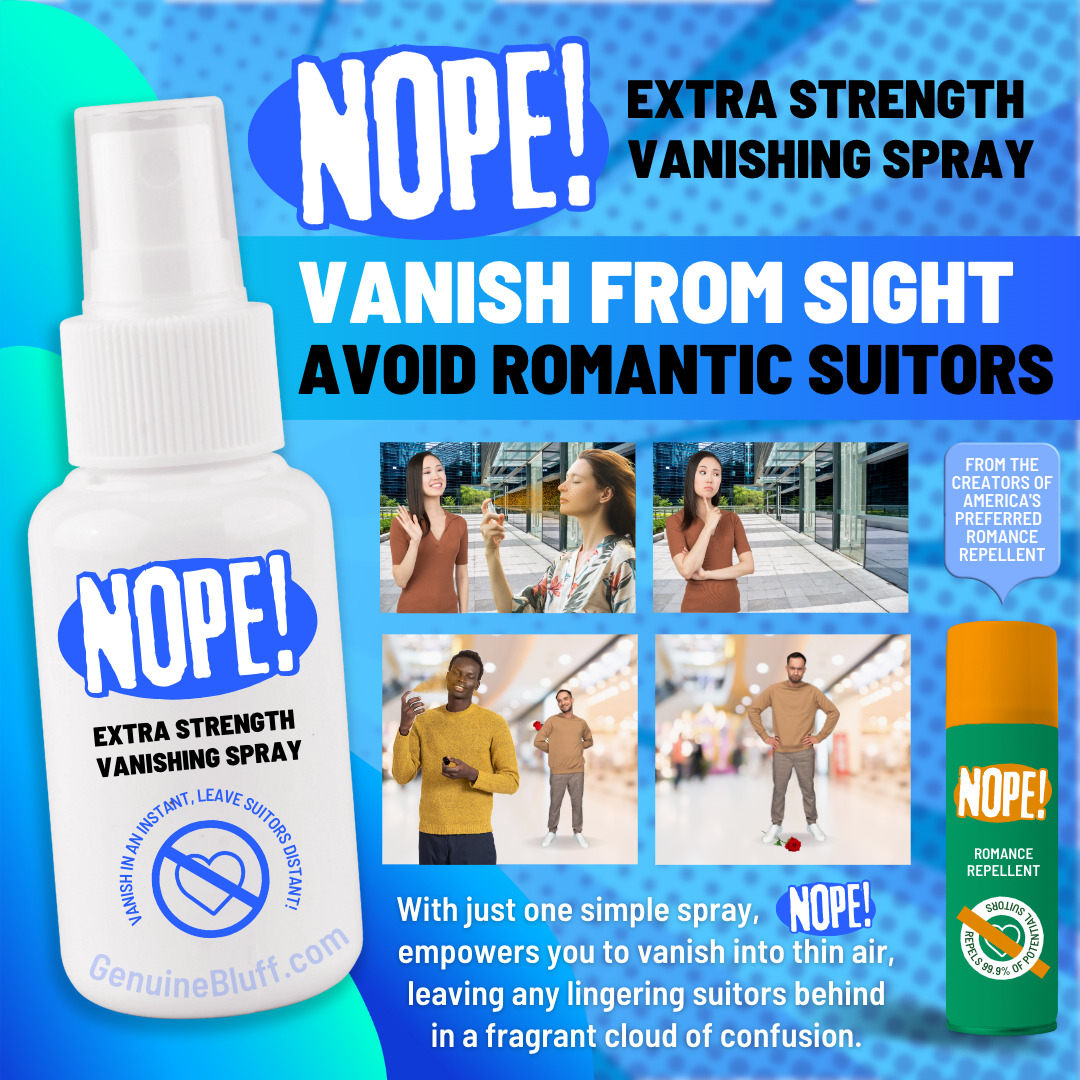 NOPE!
EXTRA STRENGTH
VANISHING SPRAY
VANISH FROM SIGHT
AVOID ROMANTIC SUITORS
FROM THE
CREATORS OF
AMERICA'S
PREFERRED
ROMANCE
REPELLENT
NOPE!
EXTRA STRENGTH
VANISHING SPRAY
VANISH IN AN INSTANT, LEAVE SUITORS DISTANT!
GenuineBluff.com
NOPE!
ROMANCE
REPELLENT
REPELS 99.9% OF POTENTIAL SUITORS
With just one simple spray, NOPE!
empowers you to vanish into thin air,
leaving any lingering suitors behind
in a fragrant cloud of confusion.